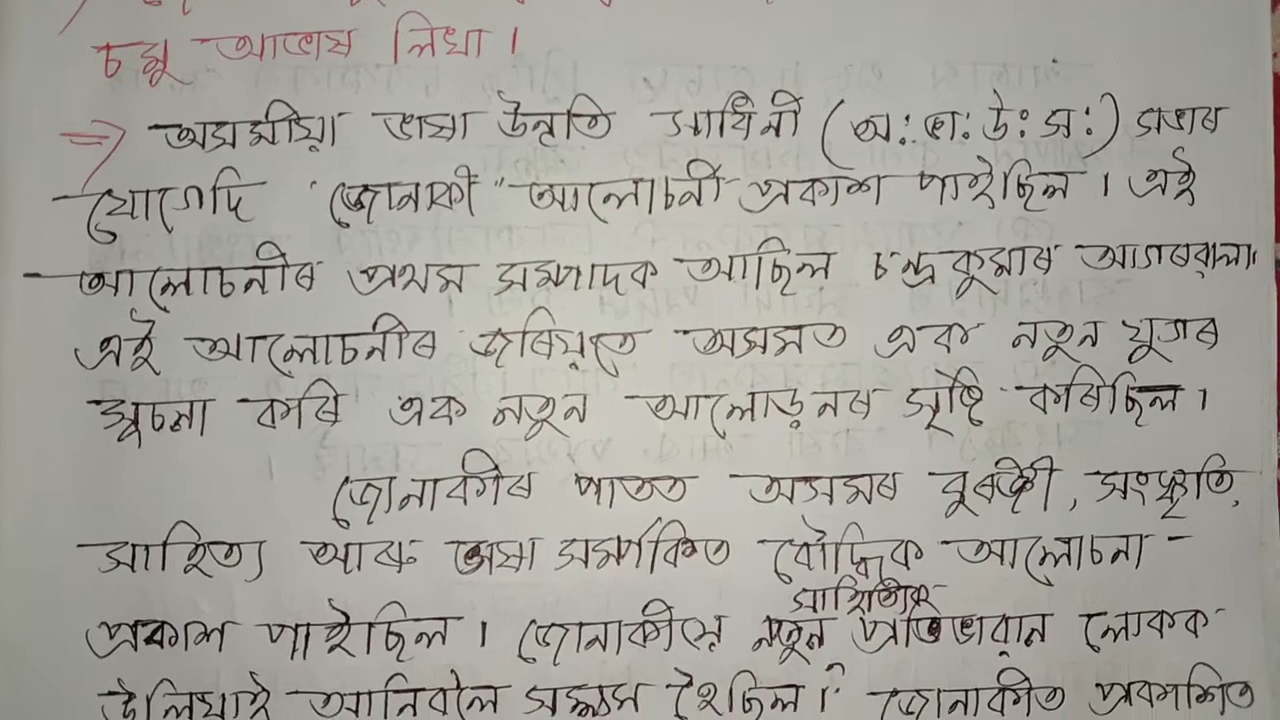 চমু আভাষ লিখা।
=> অসমীয়া ভাষা উন্নতি সাধিনী (অ: ভা: উ: স:) সভাৰ
যোগেদি 'জোনাকী' আলোচনী প্ৰকাশ পাইছিল। এই
আলোচনীৰ প্ৰথম সম্পাদক আছিল চন্দ্ৰকুমাৰ আগৰৱালা।
এই আলোচনীৰ জৰিয়তে অসমত এক নতুন যুগৰ
সূচনা কৰি এক নতুন আলোড়নৰ সৃষ্টি কৰিছিল।
জোনাকীৰ পাতত অসমৰ বুৰঞ্জী, সংস্কৃতি,
সাহিত্য আৰু ভাষা সম্পৰ্কিত বৌদ্ধিক আলোচনা
সাহিত্যিক
প্ৰকাশ পাইছিল। জোনাকীয়ে নতুন প্ৰতিভাৱান লোকক
উলিয়াই আনিবলৈ সক্ষম হৈছিল। জোনাকীত প্ৰকাশিত